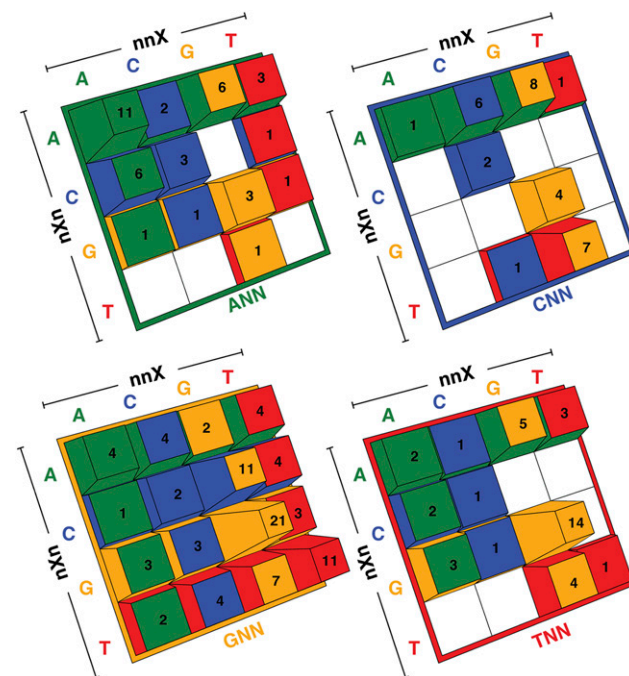 nnX
A C G T
A 11 2 6 3
C 6 3 1
nXn
G 1 1 3 1
T 1
ANN
nnX
A C G T
A 1 6 8 1
C 2
nXn
G 4
T 1 7
CNN
nnX
A C G T
A 4 4 2 4
C 1 2 11 4
nXn
G 3 3 21 3
T 2 4 7 11
GNN
nnX
A C G T
A 2 1 5 3
C 2 1
nXn
G 3 1 14
T 4 1
TNN